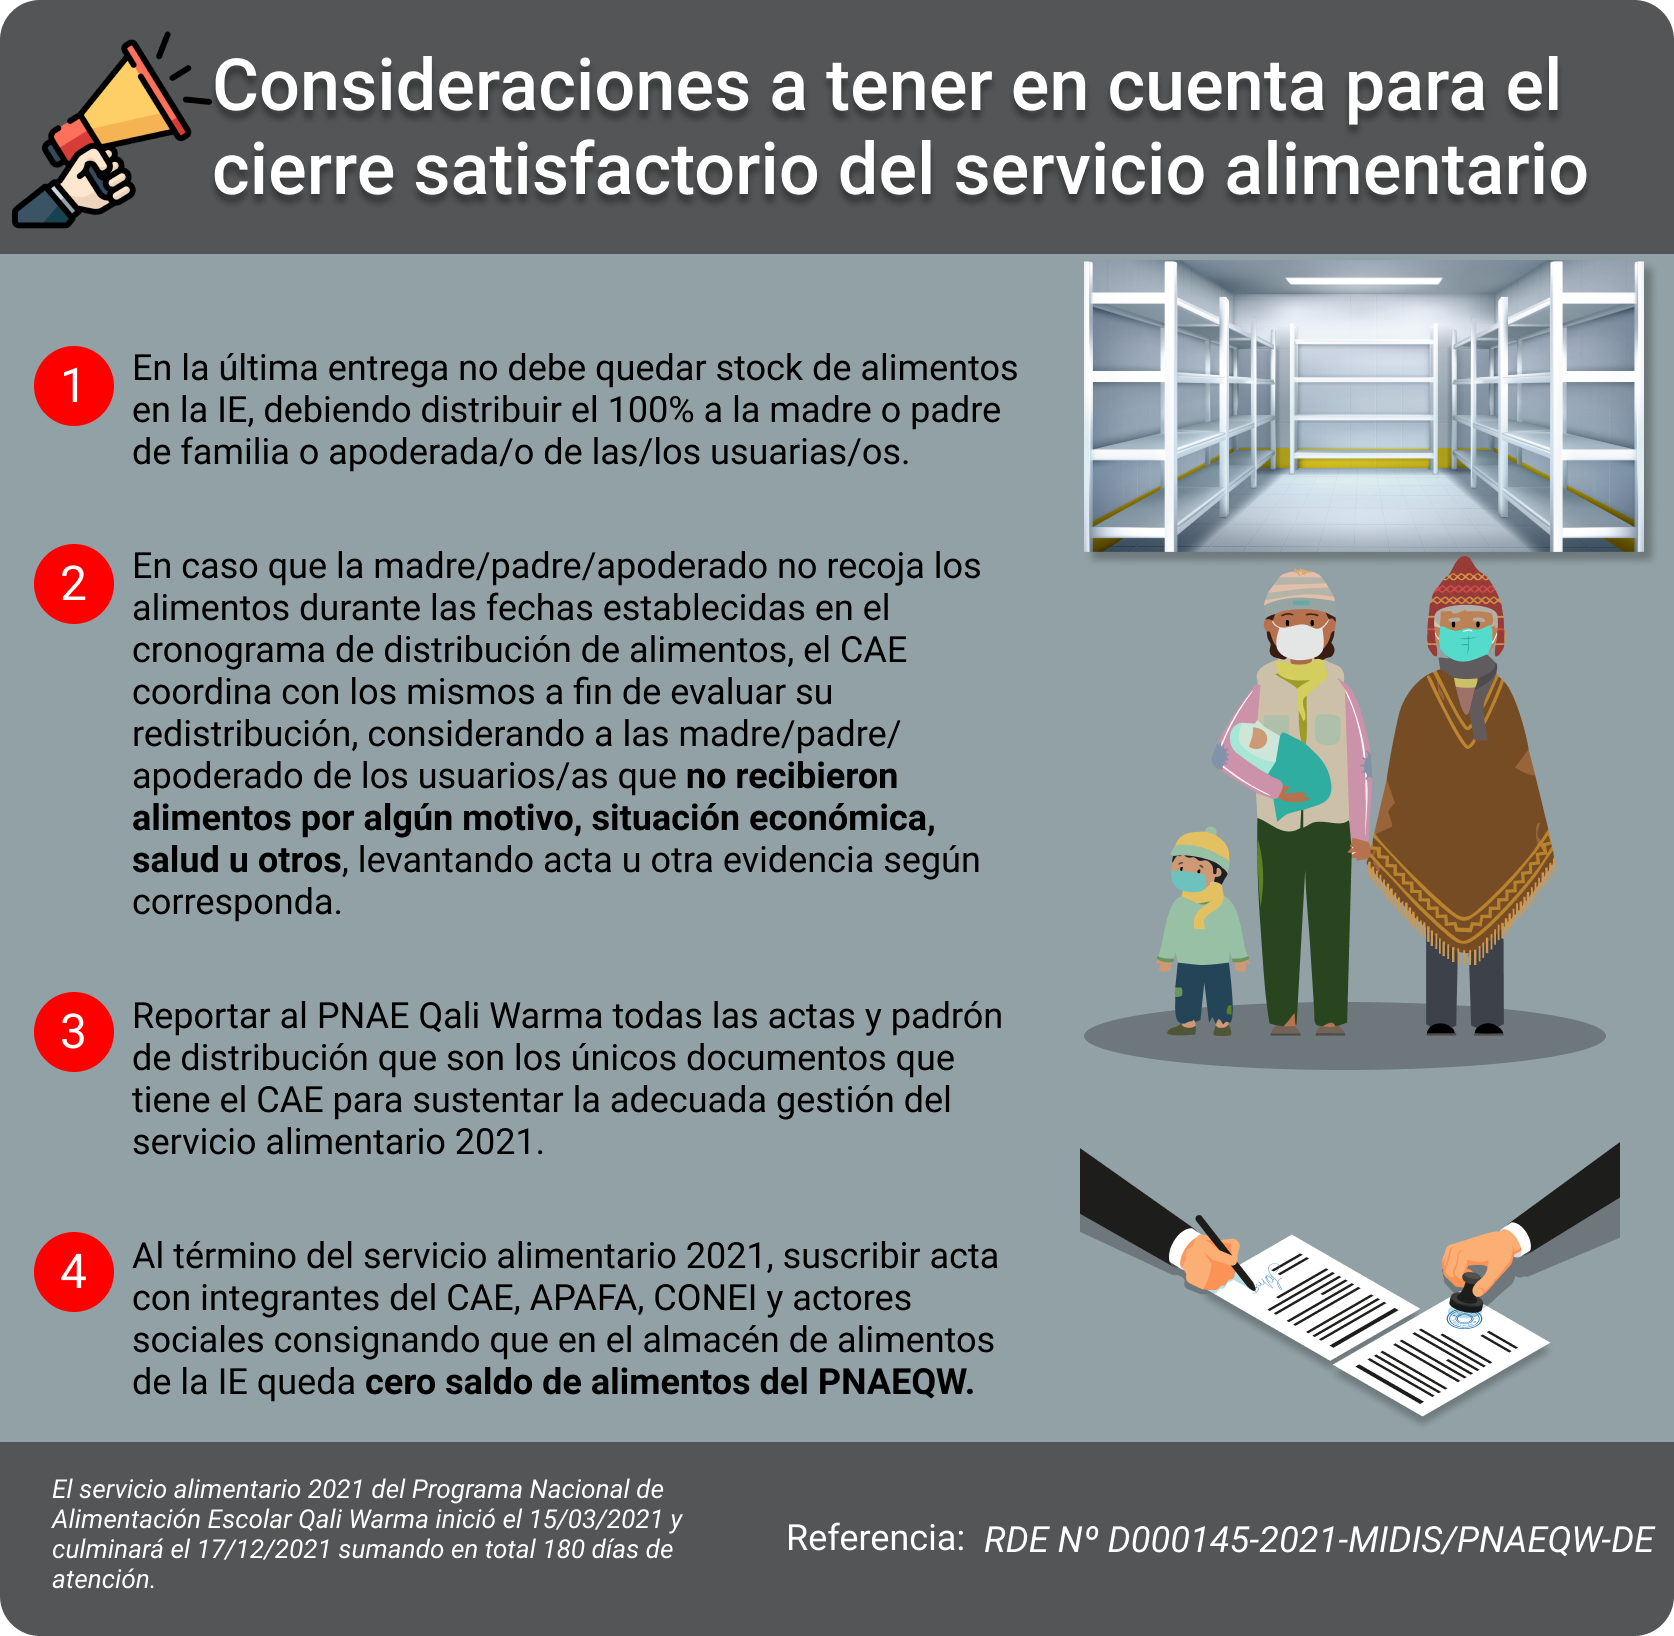 Consideraciones a tener en cuenta para el
cierre satisfactorio del servicio alimentario
1
En la última entrega no debe quedar stock de alimentos
en la IE, debiendo distribuir el 100% a la madre o padre
de familia o apoderada/o de las/los usuarias/os.
2
En caso que la madre/padre/apoderado no recoja los
alimentos durante las fechas establecidas en el
cronograma de distribución de alimentos, el CAE
coordina con los mismos a fin de evaluar su
redistribución, considerando a las madre/padre/
apoderado de los usuarios/as que no recibieron
alimentos por algún motivo, situación económica,
salud u otros, levantando acta u otra evidencia según
corresponda.
3
Reportar al PNAE Qali Warma todas las actas y padrón
de distribución que son los únicos documentos que
tiene el CAE para sustentar la adecuada gestión del
servicio alimentario 2021.
4
Al término del servicio alimentario 2021, suscribir acta
con integrantes del CAE, APAFA, CONEI y actores
sociales consignando que en el almacén de alimentos
de la IE queda cero saldo de alimentos del PNAEQW.
El servicio alimentario 2021 del Programa Nacional de
Alimentación Escolar Qali Warma inició el 15/03/2021 y
culminará el 17/12/2021 sumando en total 180 días de
atención.
Referencia: RDE Nº D000145-2021-MIDIS/PNAEQW-DE